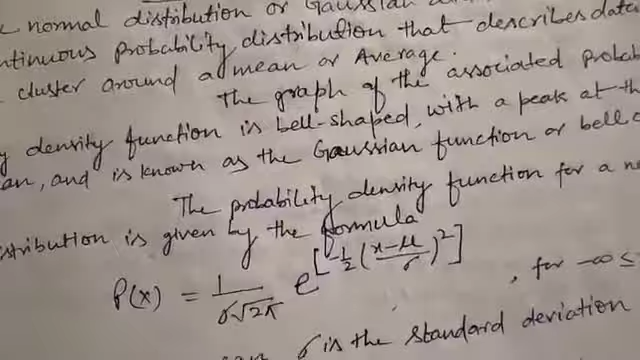 normal distribution or Gaussian
continuous probability distribution that describes data
cluster around a mean or Average.
The graph of the associated probab
y density function is bell-shaped, with a peak at th
an, and is known as the Gaussian function or bell c
The probability density function for a n
stribution is given by the formula
P(x) = 1/(σ√2π) e^[-1/2((x-μ)/σ)^2] , for -∞ ≤
σ is the standard deviation